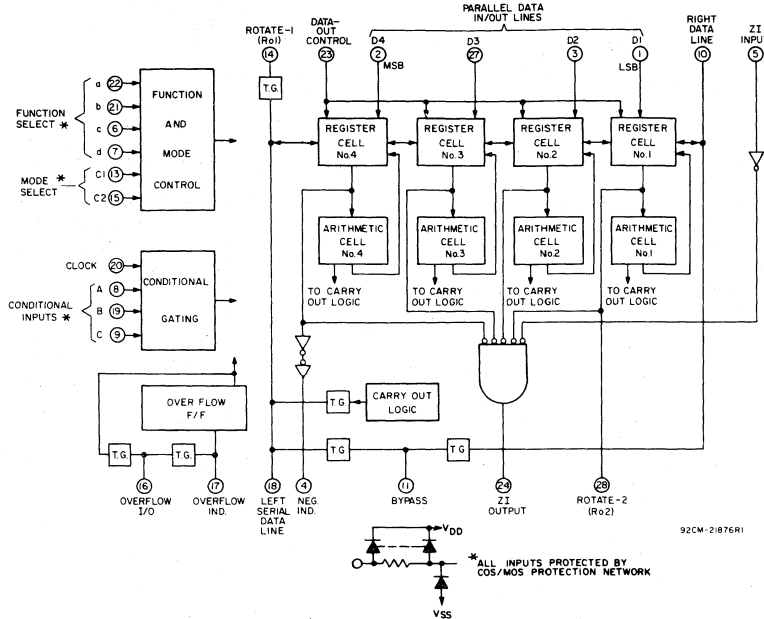 PARALLEL DATA
IN/OUT LINES
ROTATE-1
(Ro1)
14
DATA-
OUT
CONTROL
23
D4
2
MSB
D3
27
D2
3
D1
1
LSB
RIGHT
DATA
LINE
10
ZI
INPUT
5
T.G.
FUNCTION
SELECT *
a 22
b 21
c 6
d 7
MODE *
SELECT
C1 13
C2 15
FUNCTION
AND
MODE
CONTROL
REGISTER
CELL
No.4
REGISTER
CELL
No.3
REGISTER
CELL
No.2
REGISTER
CELL
No.1
ARITHMETIC
CELL
No.4
ARITHMETIC
CELL
No.3
ARITHMETIC
CELL
No.2
ARITHMETIC
CELL
No.1
TO CARRY
OUT LOGIC
TO CARRY
OUT LOGIC
TO CARRY
OUT LOGIC
TO CARRY
OUT LOGIC
CLOCK 20
CONDITIONAL
INPUTS *
A 8
B 19
C 9
CONDITIONAL
GATING
OVER FLOW
F/F
T.G.
T.G.
16
OVERFLOW
I/O
17
OVERFLOW
IND.
T.G.
CARRY OUT
LOGIC
T.G.
T.G.
18
LEFT
SERIAL
DATA
LINE
4
NEG.
IND.
11
BYPASS
24
ZI
OUTPUT
28
ROTATE-2
(Ro2)
92CM-21876R1
VDD
* ALL INPUTS PROTECTED BY
COS/MOS PROTECTION NETWORK
VSS